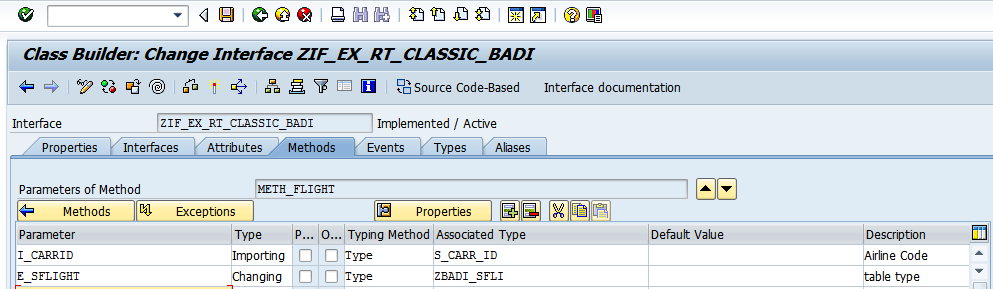 Class Builder: Change Interface ZIF_EX_RT_CLASSIC_BADI
Source Code-Based Interface documentation
Interface ZIF_EX_RT_CLASSIC_BADI Implemented / Active
Properties Interfaces Attributes Methods Events Types Aliases
Parameters of Method METH_FLIGHT
Methods Exceptions Properties
Parameter Type P... O... Typing Method Associated Type Default Value Description
I_CARRID Importing Type S_CARR_ID Airline Code
E_SFLIGHT Changing Type ZBADI_SFLI table type